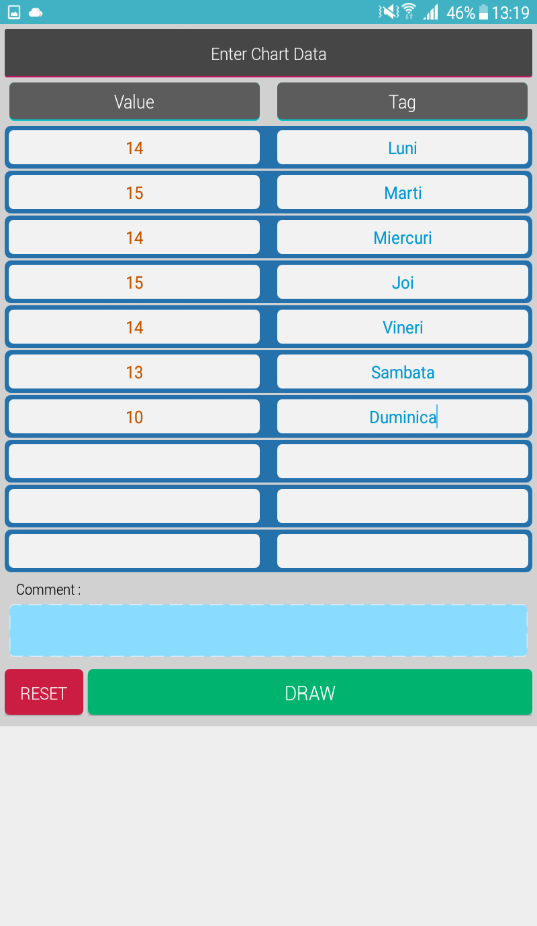 46% 13:19
Enter Chart Data
Value Tag
14 Luni
15 Marti
14 Miercuri
15 Joi
14 Vineri
13 Sambata
10 Duminica
Comment :
RESET DRAW